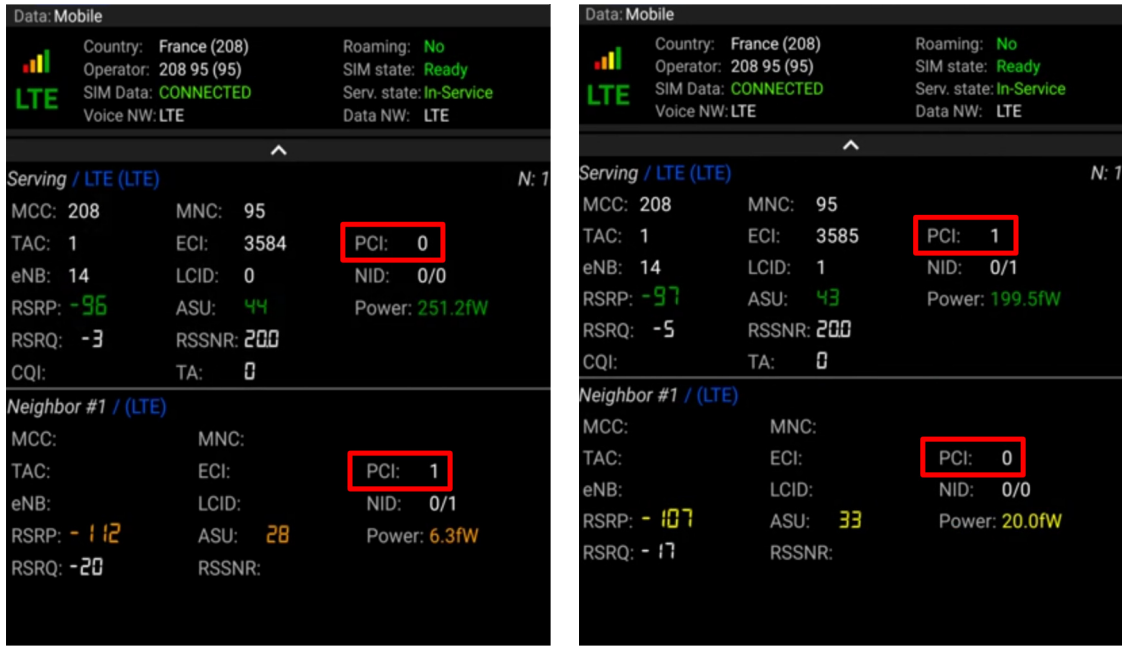 Data: Mobile
Country: France (208) Roaming: No
Operator: 208 95 (95) SIM state: Ready
LTE SIM Data: CONNECTED Serv. state: In-Service
Voice NW: LTE Data NW: LTE
Serving / LTE (LTE) N: 1
MCC: 208 MNC: 95
TAC: 1 ECI: 3584 PCI: 0
eNB: 14 LCID: 0 NID: 0/0
RSRP: -96 ASU: 44 Power: 251.2fW
RSRQ: -3 RSSNR: 20.0
CQI: TA: 0
Neighbor #1 / (LTE)
MCC: MNC:
TAC: ECI: PCI: 1
eNB: LCID: NID: 0/1
RSRP: -112 ASU: 28 Power: 6.3fW
RSRQ: -20 RSSNR:
Data: Mobile
Country: France (208) Roaming: No
Operator: 208 95 (95) SIM state: Ready
LTE SIM Data: CONNECTED Serv. state: In-Service
Voice NW: LTE Data NW: LTE
Serving / LTE (LTE) N: 1
MCC: 208 MNC: 95
TAC: 1 ECI: 3585 PCI: 1
eNB: 14 LCID: 1 NID: 0/1
RSRP: -97 ASU: 43 Power: 199.5fW
RSRQ: -5 RSSNR: 20.0
CQI: TA: 0
Neighbor #1 / (LTE)
MCC: MNC:
TAC: ECI: PCI: 0
eNB: LCID: NID: 0/0
RSRP: -107 ASU: 33 Power: 20.0fW
RSRQ: -17 RSSNR: